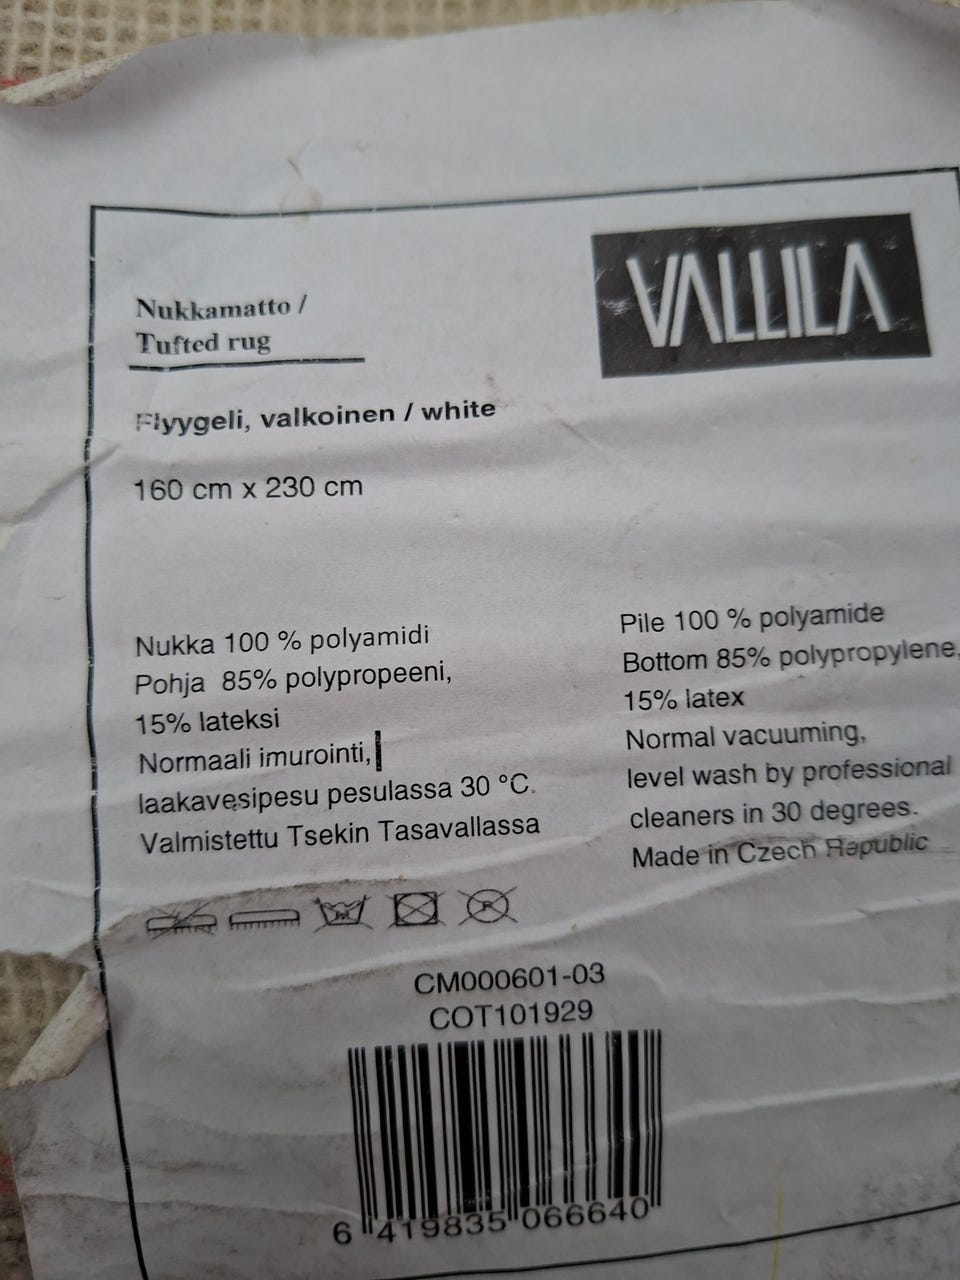 VALLILA
Nukkamatto /
Tufted rug
Flyygeli, valkoinen / white
160 cm x 230 cm
Nukka 100 % polyamidi
Pohja 85% polypropeeni,
15% lateksi
Normaali imurointi,
laakavesipesu pesulassa 30 °C.
Valmistettu Tsekin Tasavallassa
Pile 100 % polyamide
Bottom 85% polypropylene,
15% latex
Normal vacuuming,
level wash by professional
cleaners in 30 degrees.
Made in Czech Republic
CM000601-03
COT101929
6 419835 066640